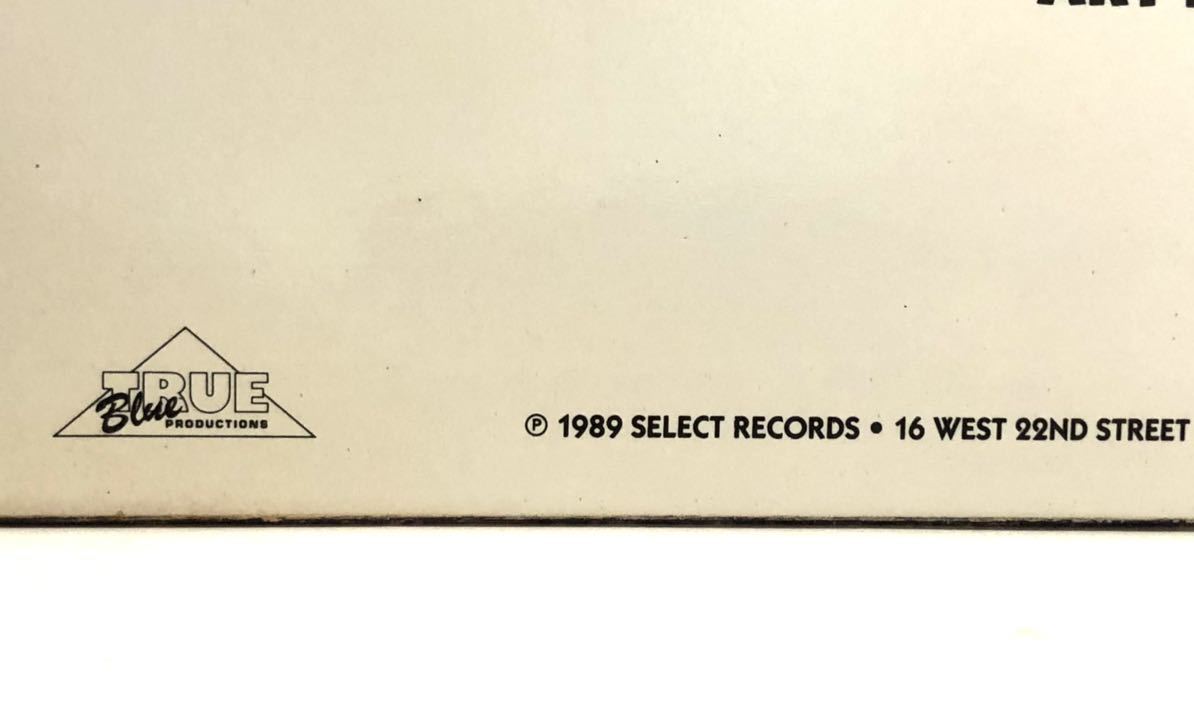 TRUE
Blue
PRODUCTIONS
℗ 1989 SELECT RECORDS • 16 WEST 22ND STREET